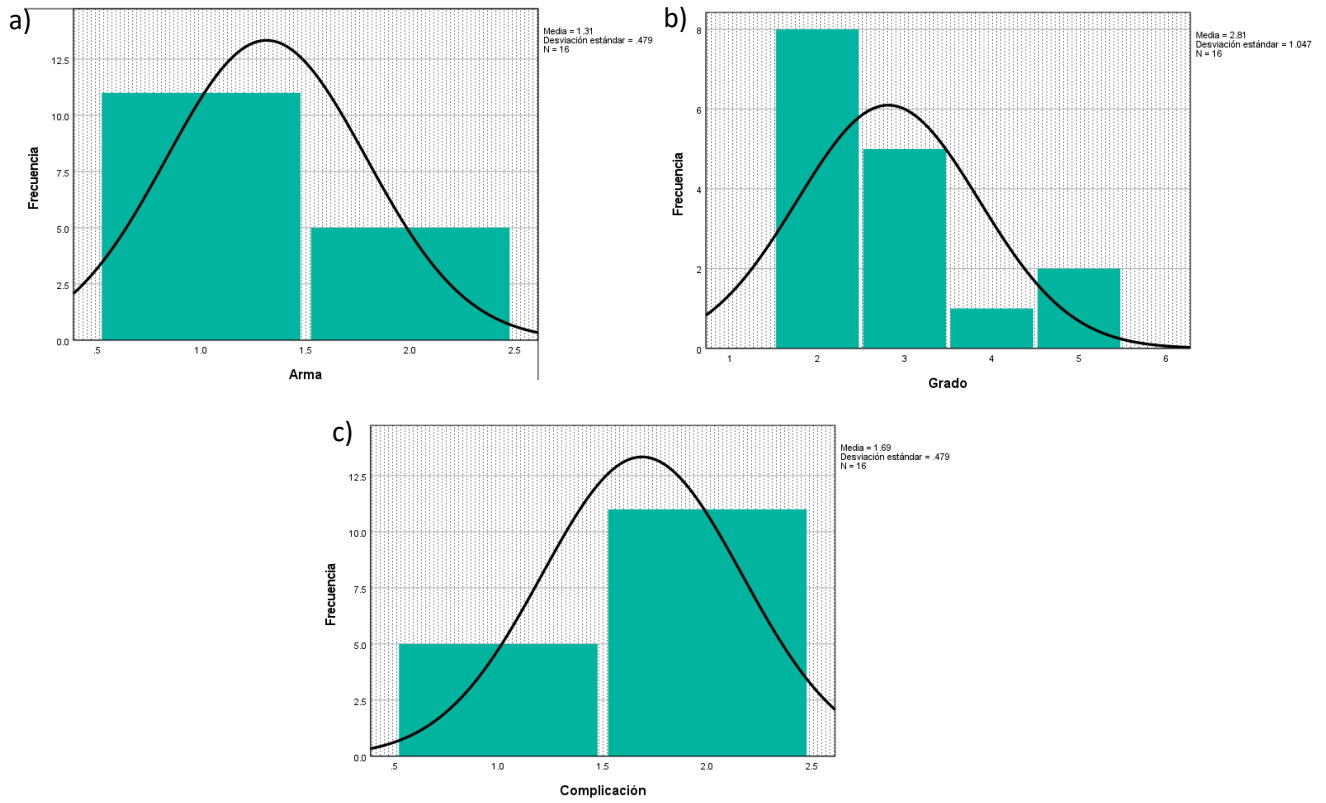 a)
Media = 1.31
Desviación estándar = .479
N = 16
12.5
10.0
7.5
5.0
2.5
0.0
Frecuencia
.5 1.0 1.5 2.0 2.5
Arma
b)
Media = 2.81
Desviación estándar = 1.047
N = 16
8
6
4
2
0
Frecuencia
1 2 3 4 5 6
Grado
c)
Media = 1.69
Desviación estándar = .479
N = 16
12.5
10.0
7.5
5.0
2.5
0.0
Frecuencia
.5 1.0 1.5 2.0 2.5
Complicación